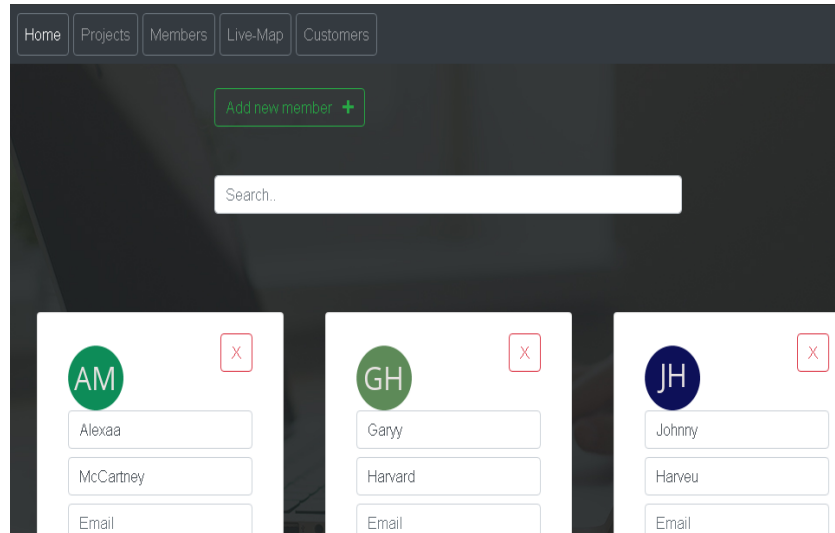 Home Projects Members Live-Map Customers
Add new member +
Search..
X X X
AM GH JH
Alexaa Garyy Johnny
McCartney Harvard Harveu
Email Email Email